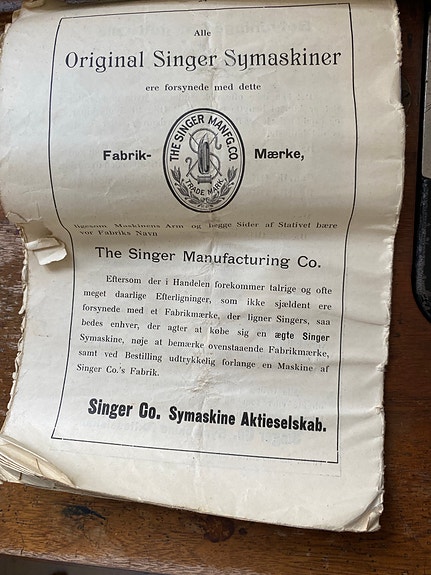 Alle
Original Singer Symaskiner
ere forsynede med dette
Fabrik- THE SINGER MANFG. CO. TRADE MARK Mærke,
ligesom Maskinens Arm og begge Sider af Stativet bære
vor Fabriks Navn
The Singer Manufacturing Co.
Eftersom der i Handelen forekommer talrige og ofte
meget daarlige Efterligninger, som ikke sjældent ere
forsynede med et Fabrikmærke, der ligner Singers, saa
bedes enhver, der agter at købe sig en ægte Singer
Symaskine, nøje at bemærke ovenstaaende Fabrikmærke,
samt ved Bestilling udtrykkelig forlange en Maskine af
Singer Co.'s Fabrik.
Singer Co. Symaskine Aktieselskab.